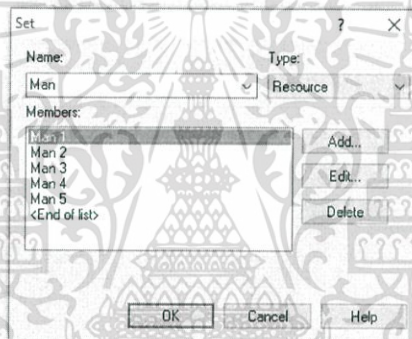 Set ? ×
Name: Type:
Man Resource
Members:
Man 1
Man 2
Man 3
Man 4
Man 5
<End of list>
Add...
Edit...
Delete
OK Cancel Help